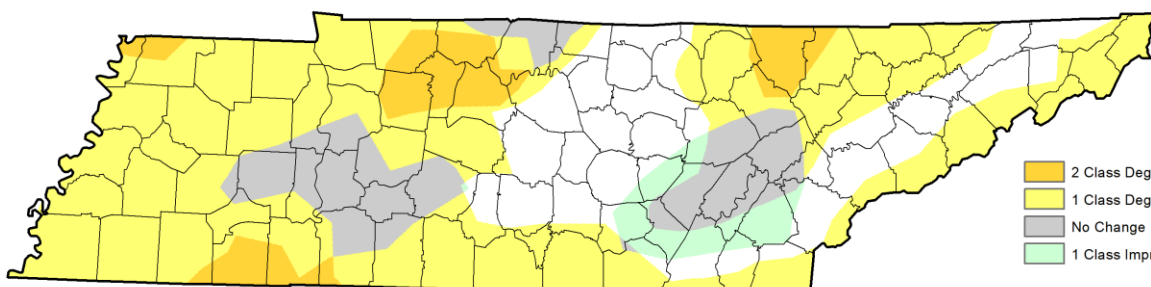 2 Class Deg
1 Class Deg
No Change
1 Class Impr